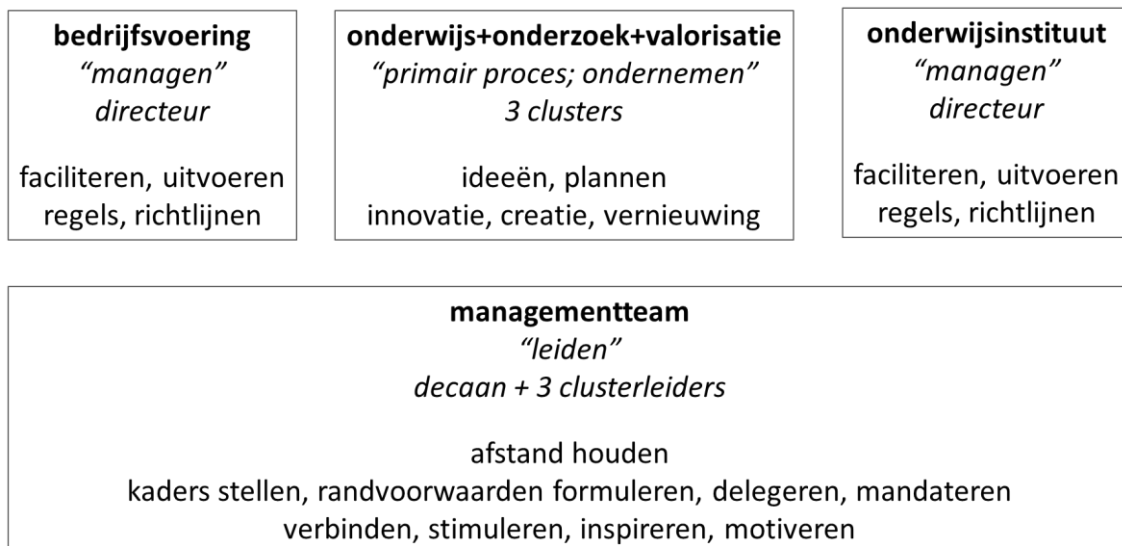 bedrijfsvoering
“managen”
directeur
faciliteren, uitvoeren
regels, richtlijnen
onderwijs+onderzoek+valorisatie
“primair proces; ondernemen”
3 clusters
ideeën, plannen
innovatie, creatie, vernieuwing
onderwijsinstituut
“managen”
directeur
faciliteren, uitvoeren
regels, richtlijnen
managementteam
“leiden”
decaan + 3 clusterleiders
afstand houden
kaders stellen, randvoorwaarden formuleren, delegeren, mandateren
verbinden, stimuleren, inspireren, motiveren